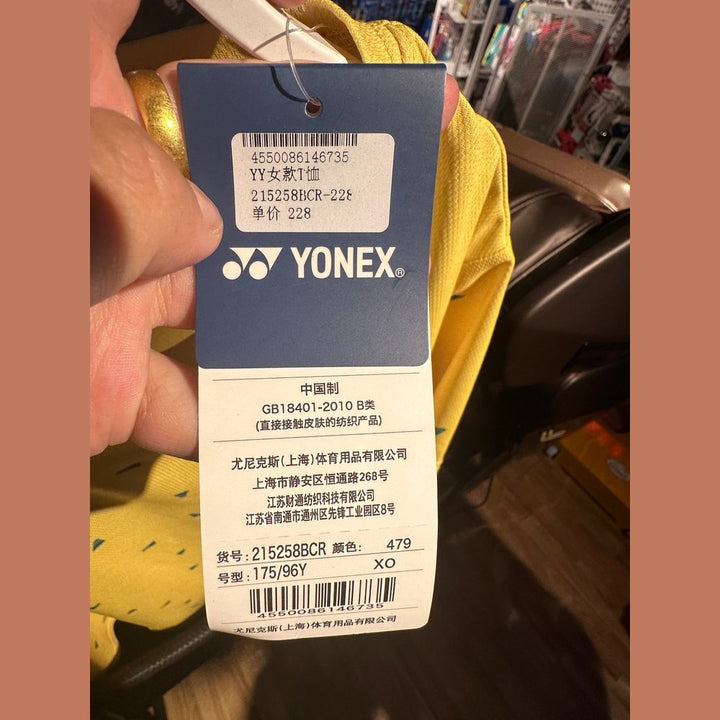 4550086146735
YY女款T恤
215258BCR-228
单价 228
YONEX®
中国制
GB18401-2010 B类
(直接接触皮肤的纺织产品)
尤尼克斯(上海)体育用品有限公司
上海市静安区恒通路268号
江苏财通纺织科技有限公司
江苏省南通市通州区先锋工业园区8号
货号: 215258BCR 颜色: 479
号型: 175/96Y XO
4550086146735
尤尼克斯(上海)体育用品有限公司